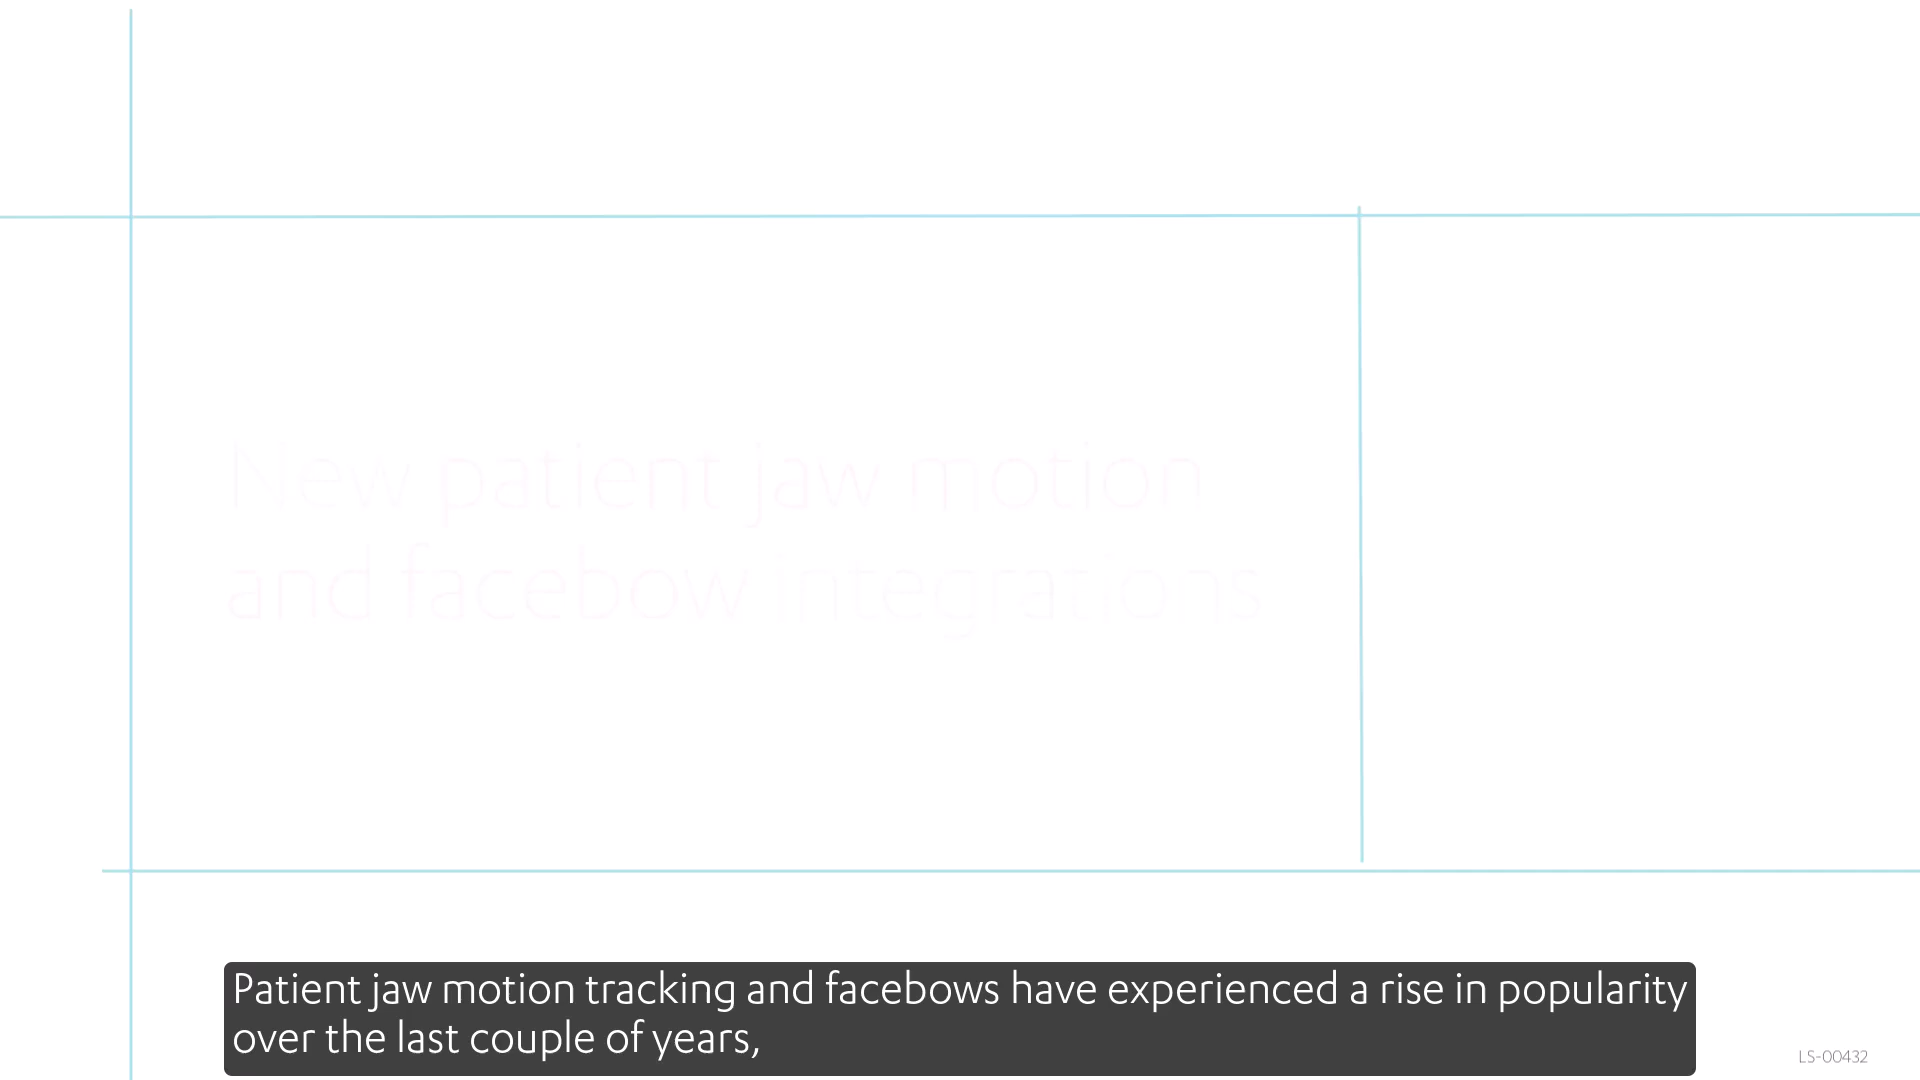 New patient jaw motion
and facebow integrations
Patient jaw motion tracking and facebows have experienced a rise in popularity
over the last couple of years,
LS-00432